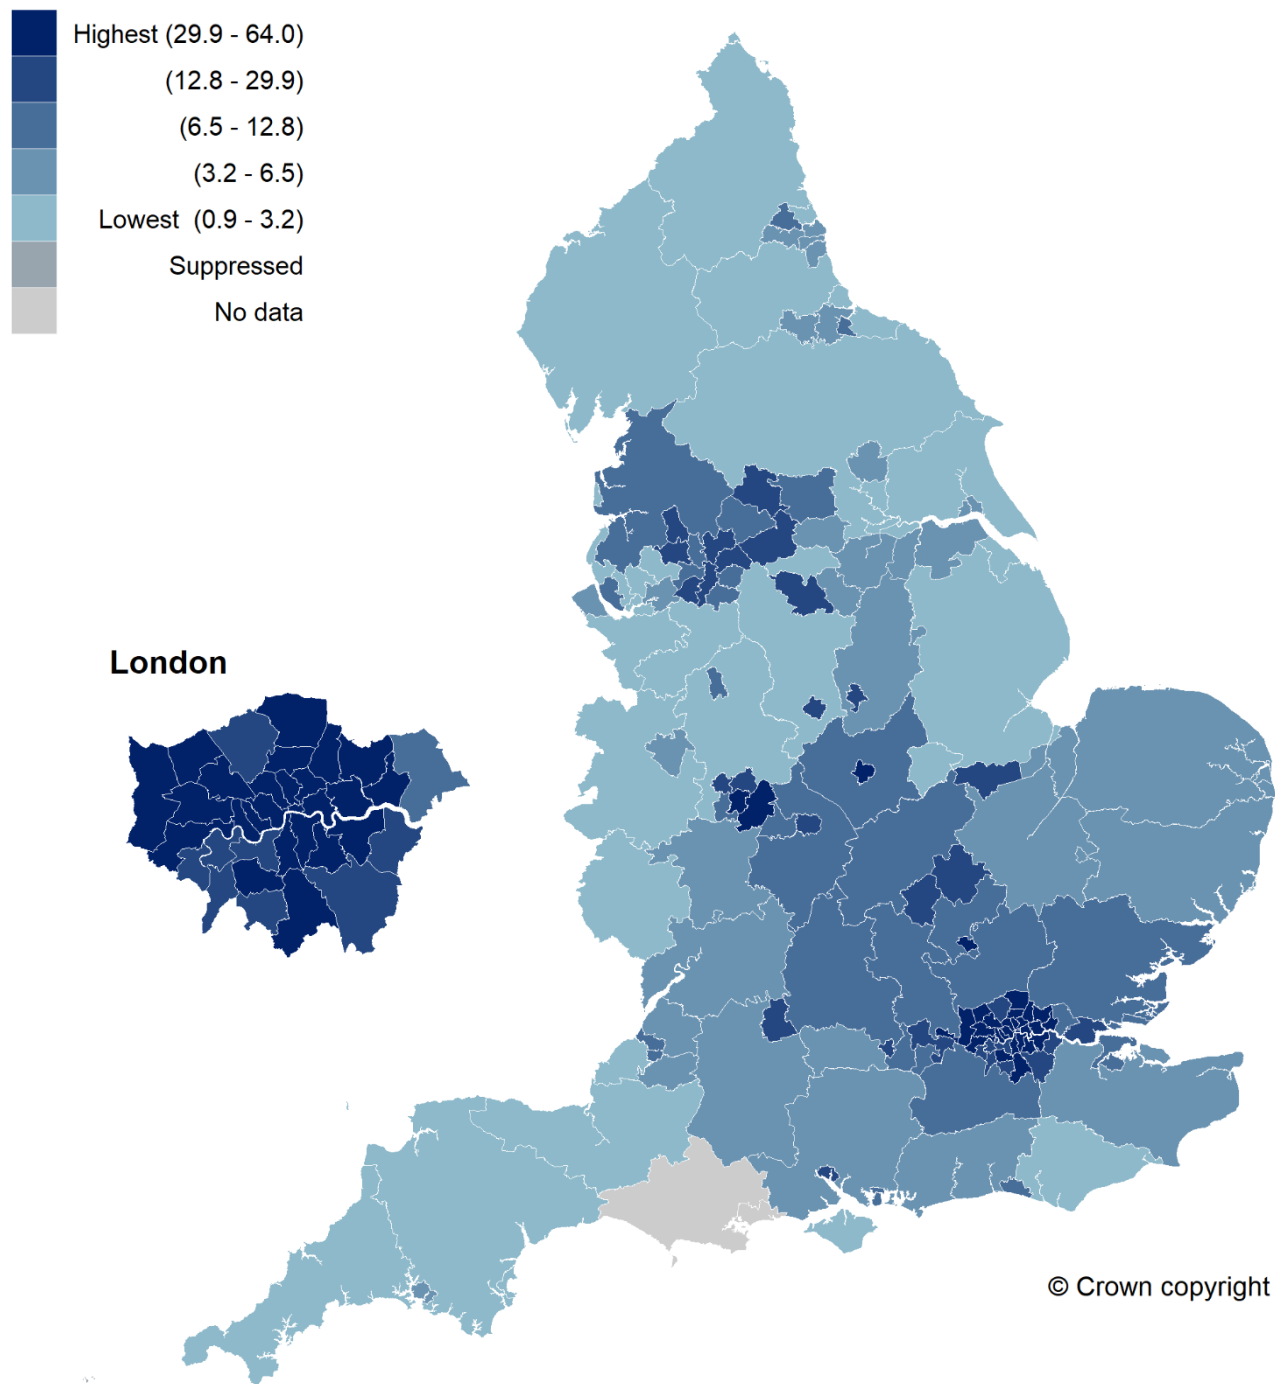 Highest (29.9 - 64.0)
(12.8 - 29.9)
(6.5 - 12.8)
(3.2 - 6.5)
Lowest (0.9 - 3.2)
Suppressed
No data
London
© Crown copyright